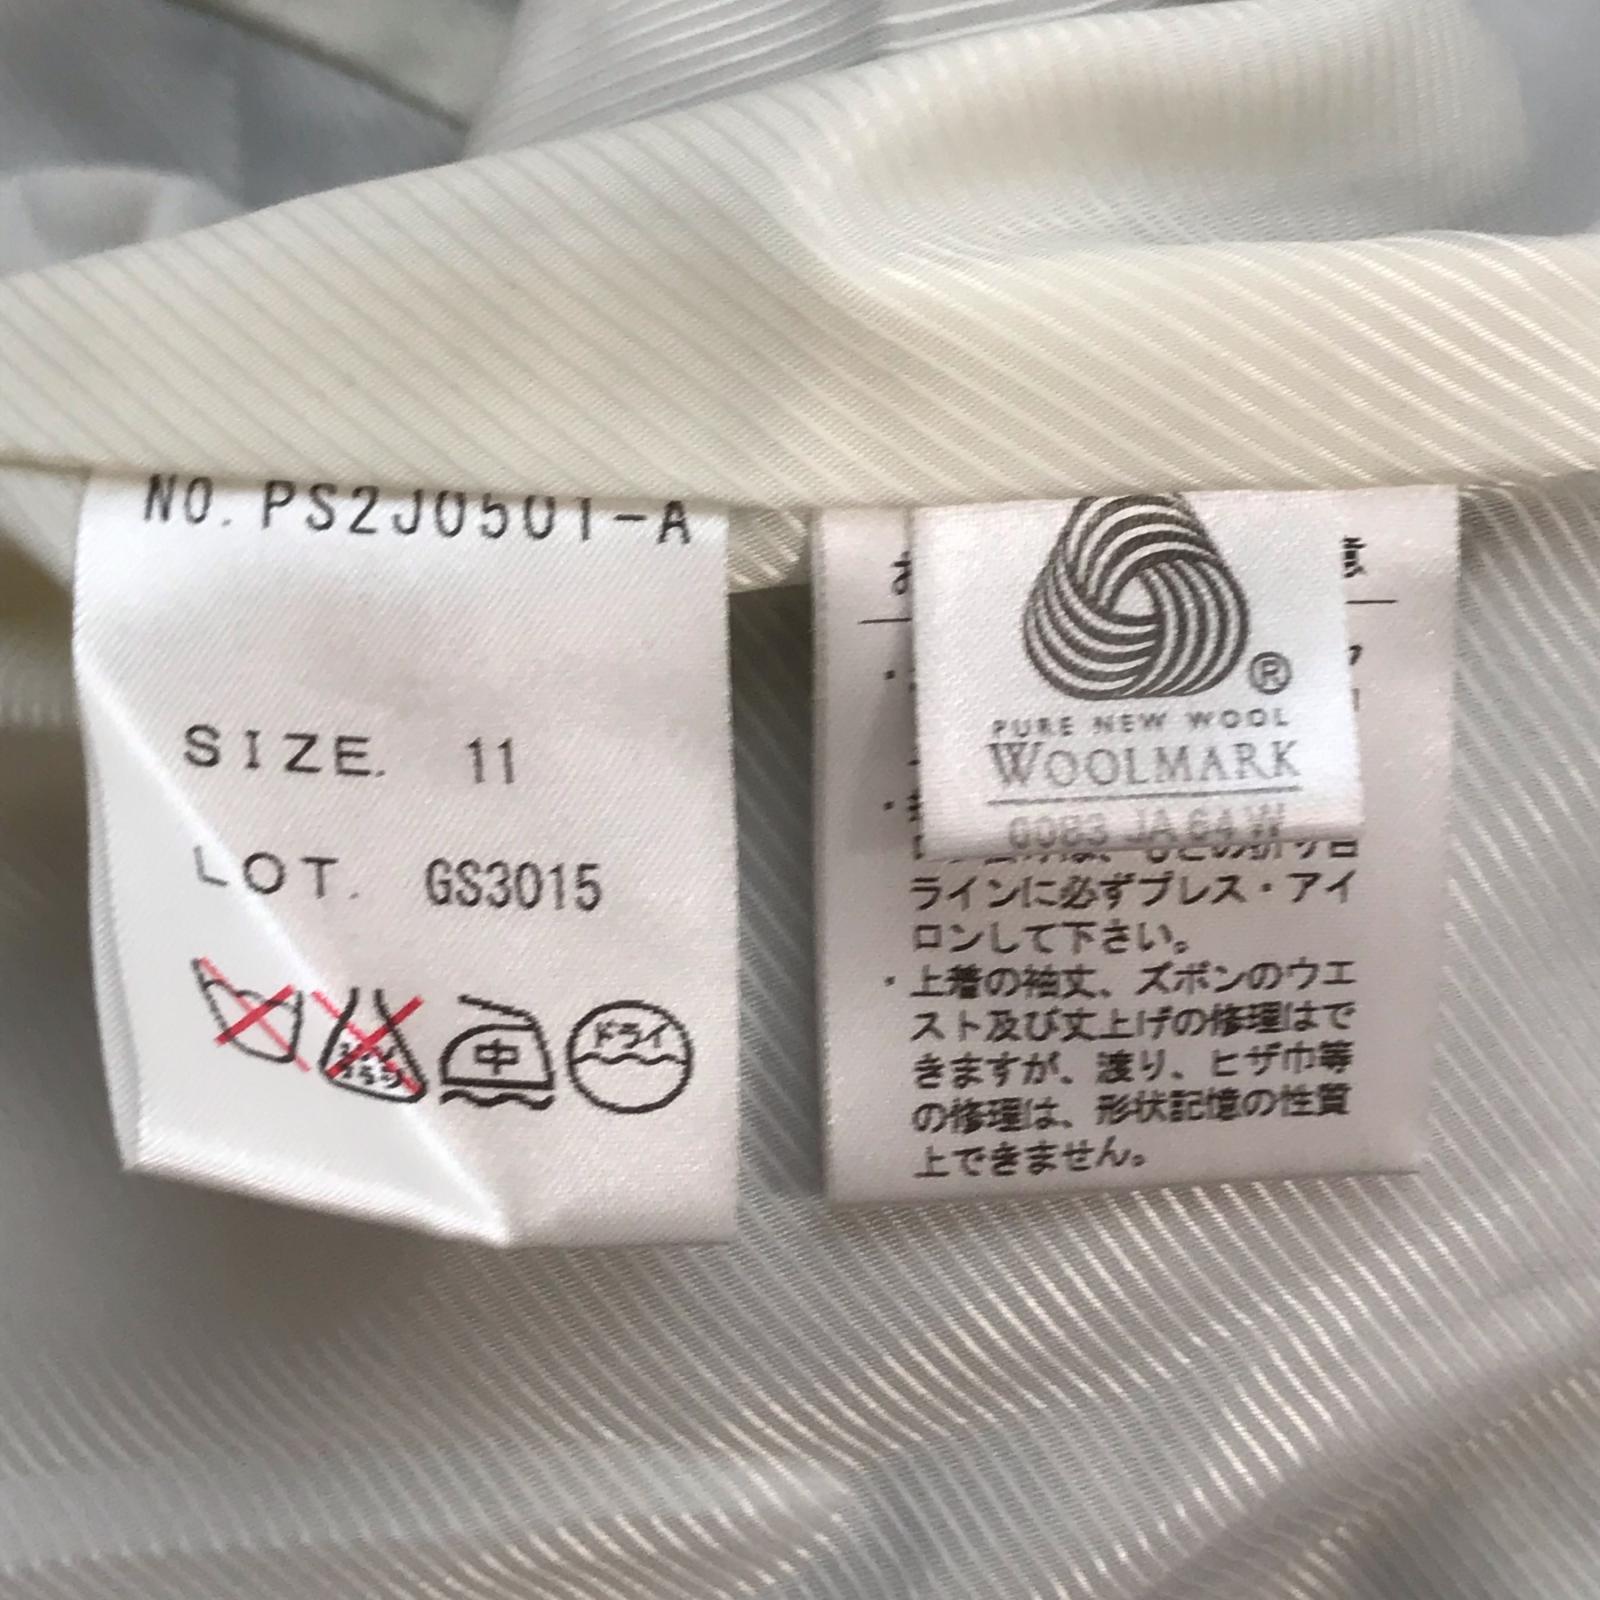 NO. PS2J0501-A
SIZE. 11
LOT. GS3015
中
ドライ
®
PURE NEW WOOL
WOOLMARK
0083 JA 64 W
ラインに必ずプレス・アイ
ロンして下さい。
・上着の袖丈、ズボンのウエ
スト及び丈上げの修理はで
きますが、渡り、ヒザ巾等
の修理は、形状記憶の性質
上できません。